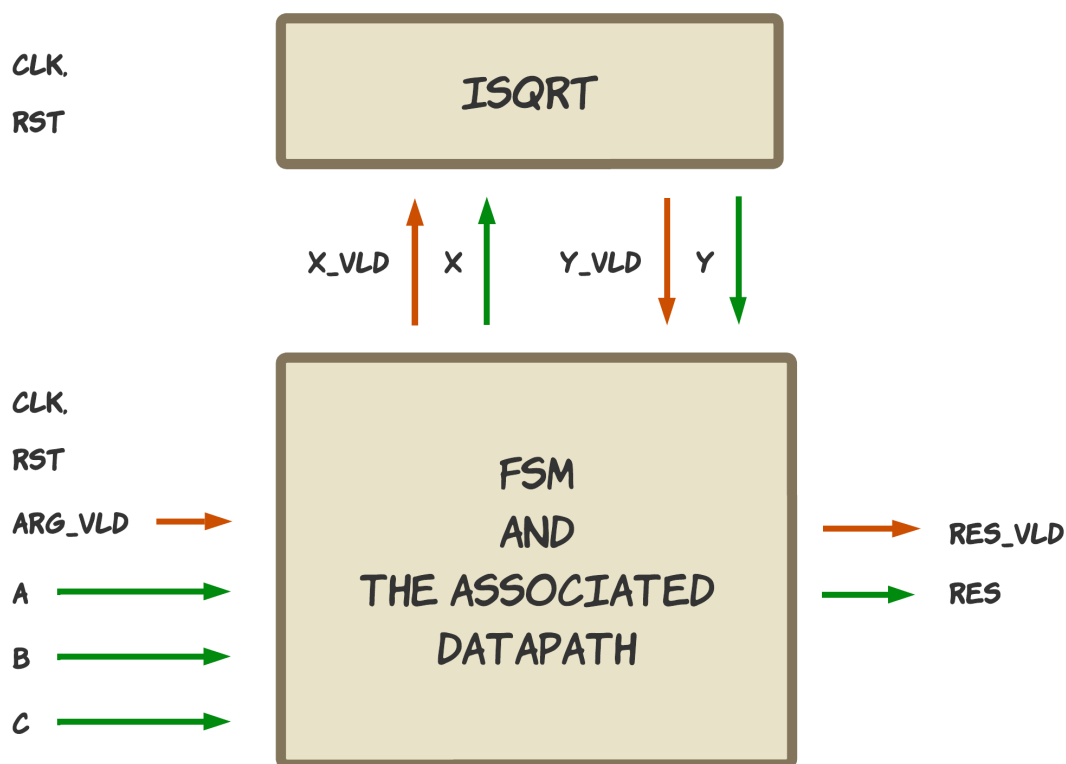 CLK,
RST
ISQRT
X_VLD
X
Y_VLD
Y
CLK,
RST
ARG_VLD
A
B
C
FSM
AND
THE ASSOCIATED
DATAPATH
RES_VLD
RES